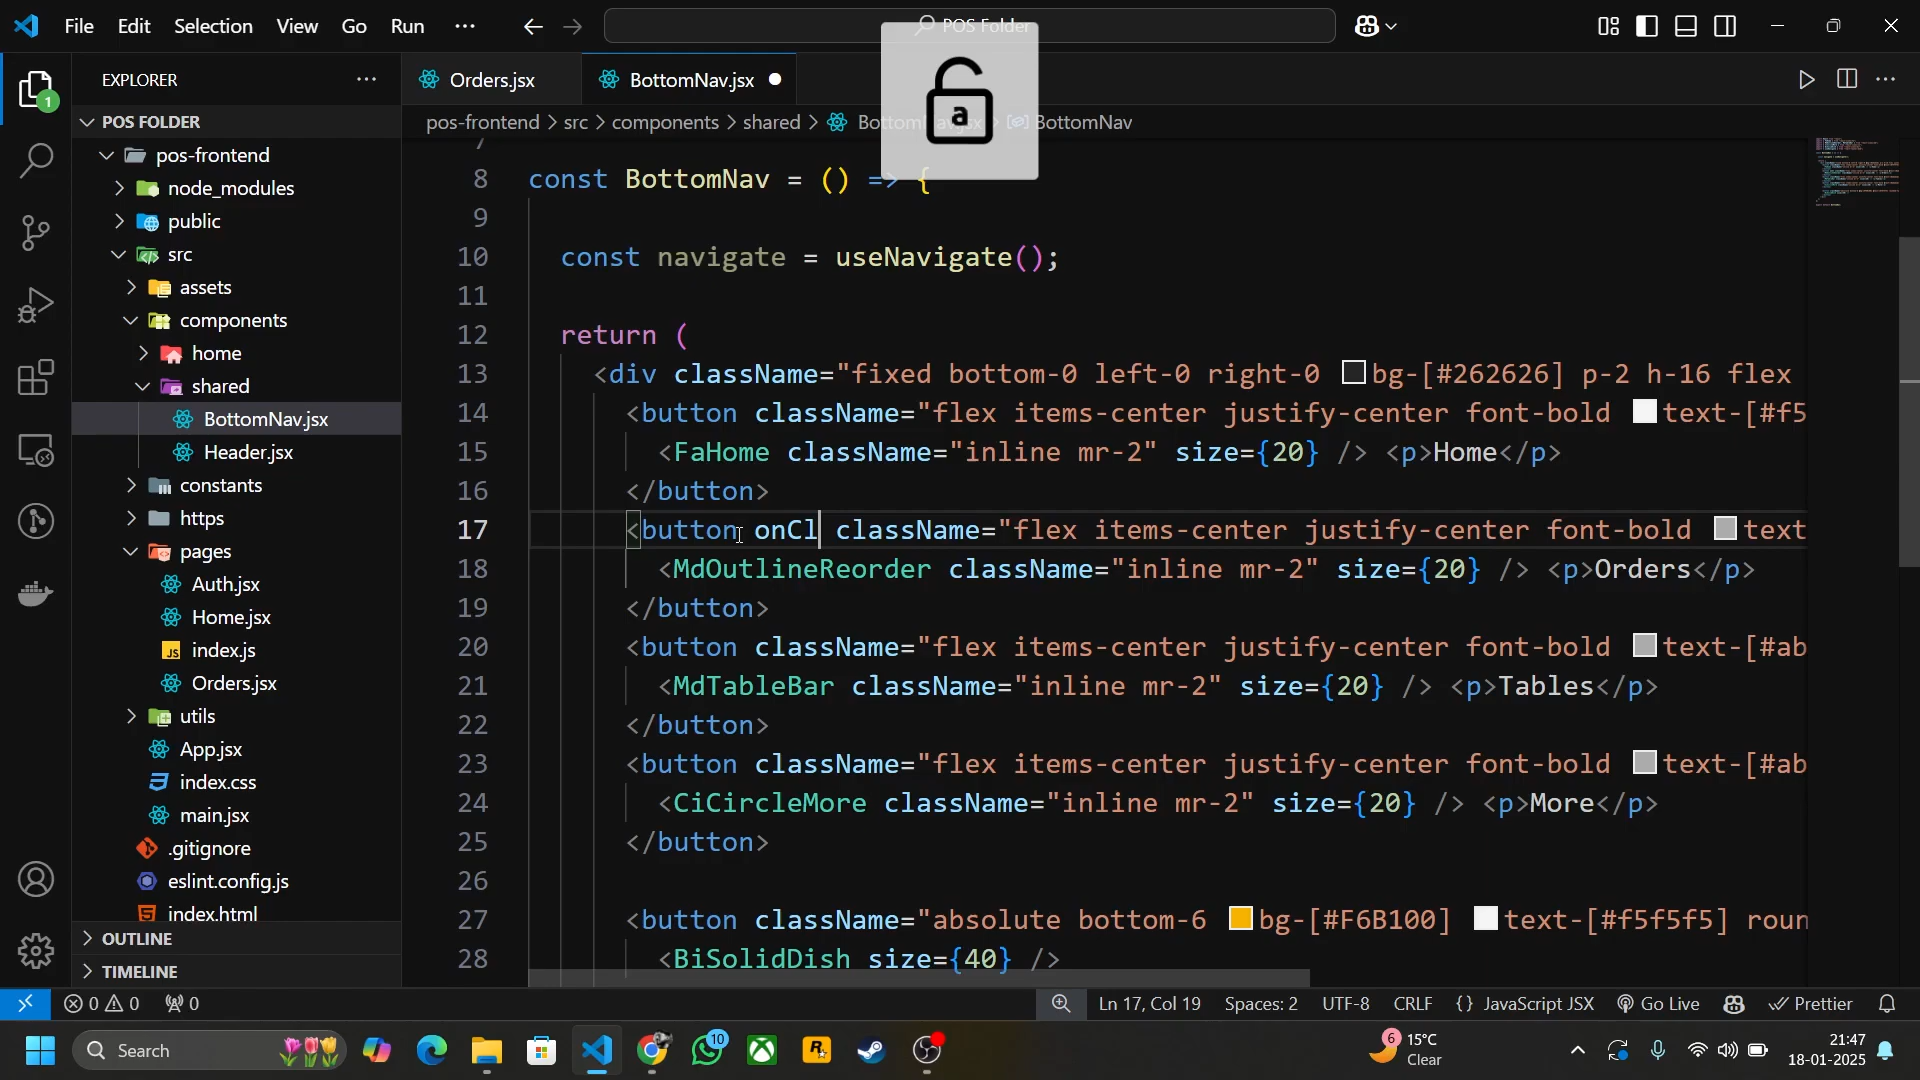 File Edit Selection View Go Run
POS Folder
EXPLORER
Orders.jsx
BottomNav.jsx
a
POS FOLDER
pos-frontend > src > components > shared > BottomNav.jsx > BottomNav
pos-frontend
node_modules
public
src
assets
components
home
shared
BottomNav.jsx
Header.jsx
constants
https
pages
Auth.jsx
Home.jsx
JS index.js
Orders.jsx
utils
App.jsx
index.css
main.jsx
.gitignore
eslint.config.js
index.html
OUTLINE
TIMELINE
1
7
8 const BottomNav = () => {
9
10 const navigate = useNavigate();
11
12 return (
13 <div className="fixed bottom-0 left-0 right-0 bg-[#262626] p-2 h-16 flex
14 <button className="flex items-center justify-center font-bold text-[#f5
15 <FaHome className="inline mr-2" size={20} /> <p>Home</p>
16 </button>
17 <button onCl className="flex items-center justify-center font-bold text
18 <MdOutlineReorder className="inline mr-2" size={20} /> <p>Orders</p>
19 </button>
20 <button className="flex items-center justify-center font-bold text-[#ab
21 <MdTableBar className="inline mr-2" size={20} /> <p>Tables</p>
22 </button>
23 <button className="flex items-center justify-center font-bold text-[#ab
24 <CiCircleMore className="inline mr-2" size={20} /> <p>More</p>
25 </button>
26
27 <button className="absolute bottom-6 bg-[#F6B100] text-[#f5f5f5] roun
28 <BiSolidDish size={40} />
0 0 0 Ln 17, Col 19 Spaces: 2 UTF-8 CRLF {} JavaScript JSX Go Live Prettier
Search
10
R
6
15°C
Clear
21:47
18-01-2025